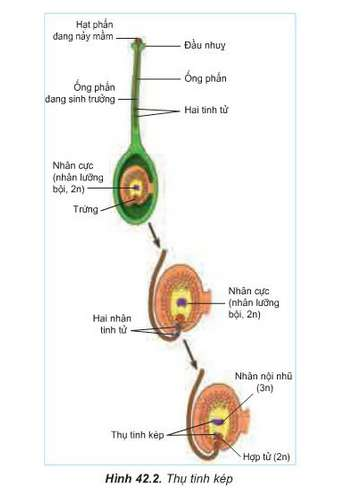 Hạt phấn
đang nảy mầm
Đầu nhuỵ
Ống phấn
Ống phấn
đang sinh trưởng
Hai tinh tử
Nhân cực
(nhân lưỡng
bội, 2n)
Trứng
Nhân cực
(nhân lưỡng
bội, 2n)
Hai nhân
tinh tử
Nhân nội nhũ
(3n)
Thụ tinh kép
Hợp tử (2n)
Hình 42.2. Thụ tinh kép